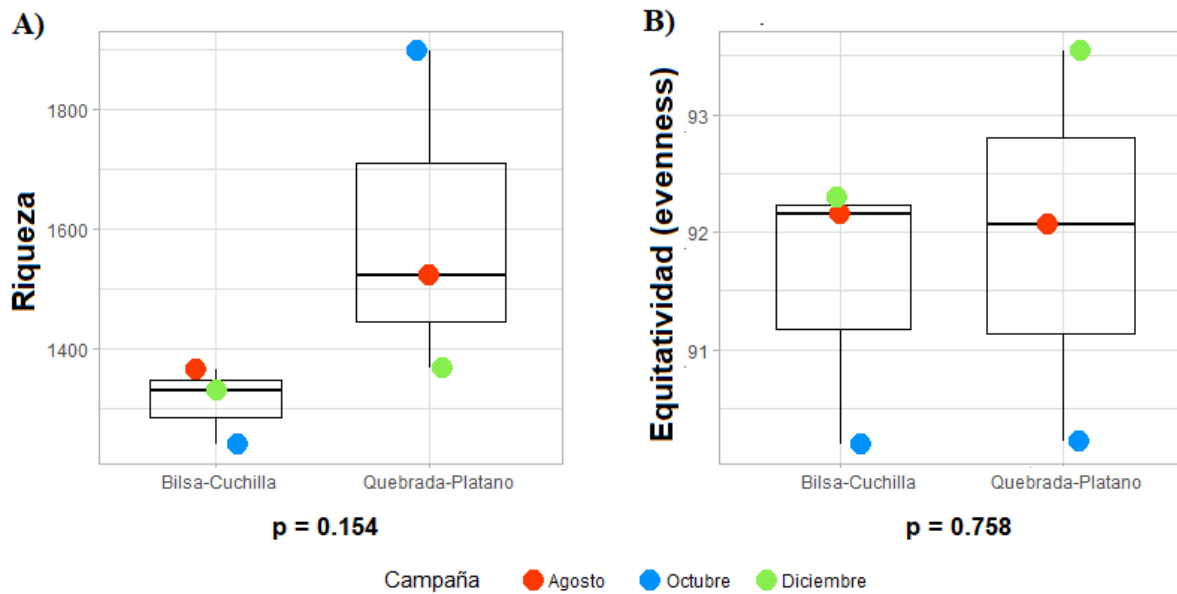 A)
Riqueza
1800
1600
1400
Bilsa-Cuchilla Quebrada-Platano
p = 0.154
B)
Equitatividad (evenness)
93
92
91
Bilsa-Cuchilla Quebrada-Platano
p = 0.758
Campaña Agosto Octubre Diciembre